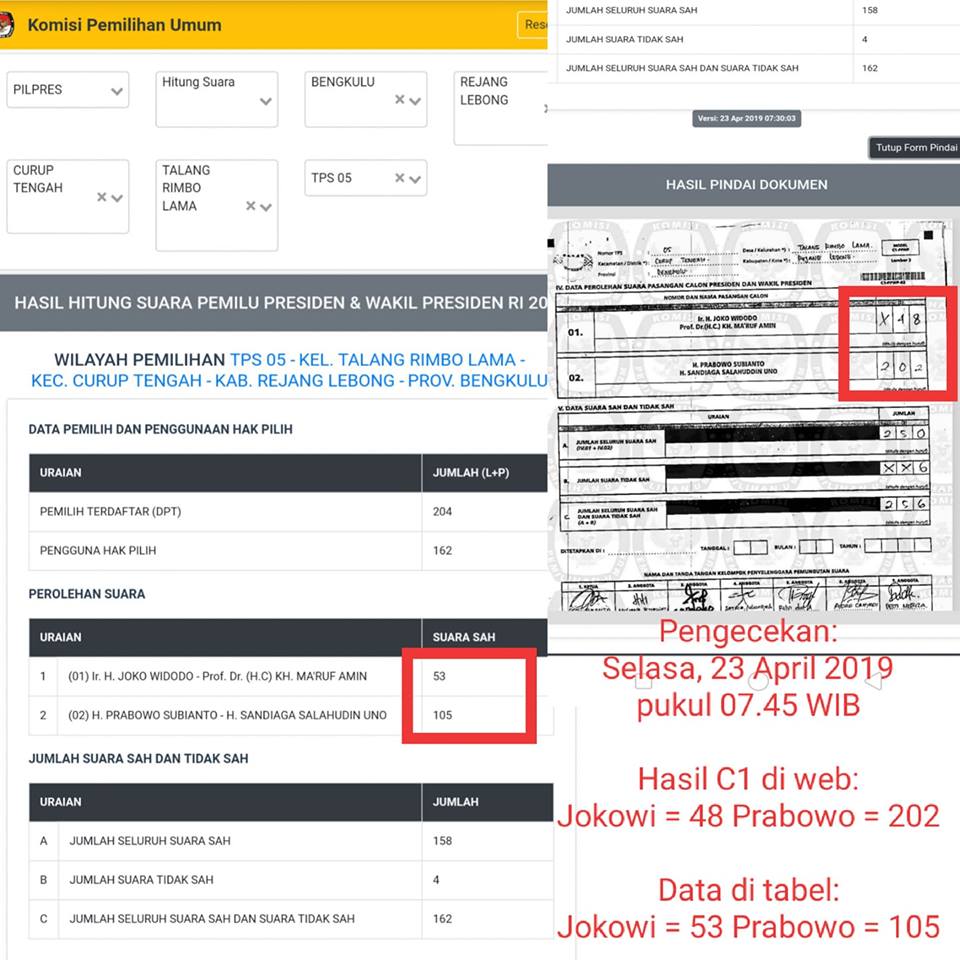 Komisi Pemilihan Umum
Rese
PILPRES
Hitung Suara
BENGKULU
REJANG
LEBONG
CURUP
TENGAH
TALANG
RIMBO
LAMA
TPS 05
HASIL HITUNG SUARA PEMILU PRESIDEN & WAKIL PRESIDEN RI 20
WILAYAH PEMILIHAN TPS 05 - KEL. TALANG RIMBO LAMA -
KEC. CURUP TENGAH - KAB. REJANG LEBONG - PROV. BENGKULU
DATA PEMILIH DAN PENGGUNAAN HAK PILIH
URAIAN JUMLAH (L+P)
PEMILIH TERDAFTAR (DPT) 204
PENGGUNA HAK PILIH 162
PEROLEHAN SUARA
URAIAN SUARA SAH
1 (01) Ir. H. JOKO WIDODO - Prof. Dr. (H.C) KH. MA'RUF AMIN 53
2 (02) H. PRABOWO SUBIANTO - H. SANDIAGA SALAHUDIN UNO 105
JUMLAH SUARA SAH DAN TIDAK SAH
URAIAN JUMLAH
A JUMLAH SELURUH SUARA SAH 158
B JUMLAH SUARA TIDAK SAH 4
C JUMLAH SELURUH SUARA SAH DAN SUARA TIDAK SAH 162
JUMLAH SELURUH SUARA SAH 158
JUMLAH SUARA TIDAK SAH 4
JUMLAH SELURUH SUARA SAH DAN SUARA TIDAK SAH 162
Versi: 23 Apr 2019 07:30:03
Tutup Form Pindai
HASIL PINDAI DOKUMEN
Nomor TPS : 05
Kecamatan / Distrik *) : CURUP TENGAH
Provinsi : BENGKULU
Desa / Kelurahan *) : TALANG RIMBO LAMA
Kabupaten / Kota *) : REJANG LEBONG
MODEL
C1-PPWP
IV. DATA PEROLEHAN SUARA PASANGAN CALON PRESIDEN DAN WAKIL PRESIDEN
NOMOR DAN NAMA PASANGAN CALON
01. Ir. H. JOKO WIDODO
Prof. Dr.(H.C.) KH. MA'RUF AMIN
X 4 8
02. H. PRABOWO SUBIANTO
H. SANDIAGA SALAHUDDIN UNO
2 0 2
V. DATA SUARA SAH DAN TIDAK SAH
URAIAN JUMLAH
A. JUMLAH SELURUH SUARA SAH
(IV.01 + IV.02)
2 5 0
B. JUMLAH SUARA TIDAK SAH X X 6
C. JUMLAH SELURUH SUARA SAH
DAN SUARA TIDAK SAH
(A + B)
2 5 6
DITETAPKAN DI : TANGGAL : BULAN : TAHUN :
NAMA DAN TANDA TANGAN KELOMPOK PENYELENGGARA PEMUNGUTAN SUARA
1. KETUA 2. ANGGOTA 3. ANGGOTA 4. ANGGOTA 5. ANGGOTA 6. ANGGOTA 7. ANGGOTA
Pengecekan:
Selasa, 23 April 2019
pukul 07.45 WIB
Hasil C1 di web:
Jokowi = 48 Prabowo = 202
Data di tabel:
Jokowi = 53 Prabowo = 105